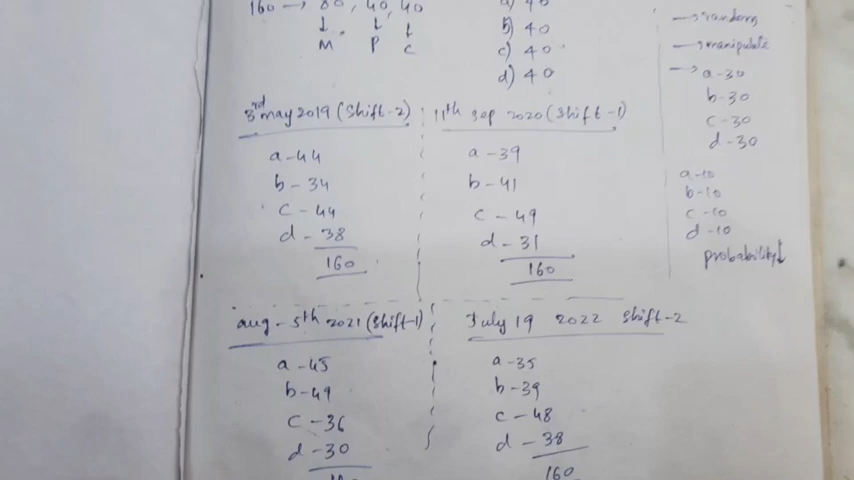 160 → 80, 40, 40
↓ ↓ ↓
M P C
a) 40
b) 40
c) 40
d) 40
3rd may 2019 (Shift-2)
a-44
b-34
c-44
d-38
160
11th sep 2020 (Shift-1)
a-39
b-41
c-49
d-31
160
aug-5th 2021 (Shift-1)
a-45
b-49
c-36
d-30
July 19 2022 Shift-2
a-35
b-39
c-48
d-38
160
→ random
→ manipulate
→ a-30
b-30
c-30
d-30
a-10
b-10
c-10
d-10
probability↓